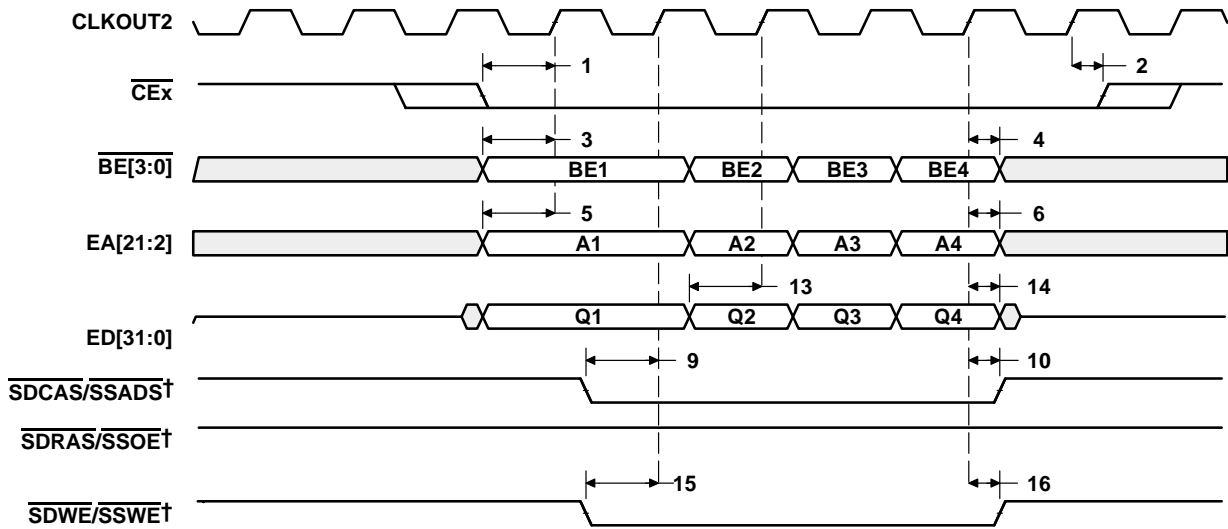 CLKOUT2
1 2
CEx
3 4
BE[3:0] BE1 BE2 BE3 BE4
5 6
EA[21:2] A1 A2 A3 A4
13 14
ED[31:0] Q1 Q2 Q3 Q4
9 10
SDCAS/SSADS†
SDRAS/SSOE†
15 16
SDWE/SSWE†